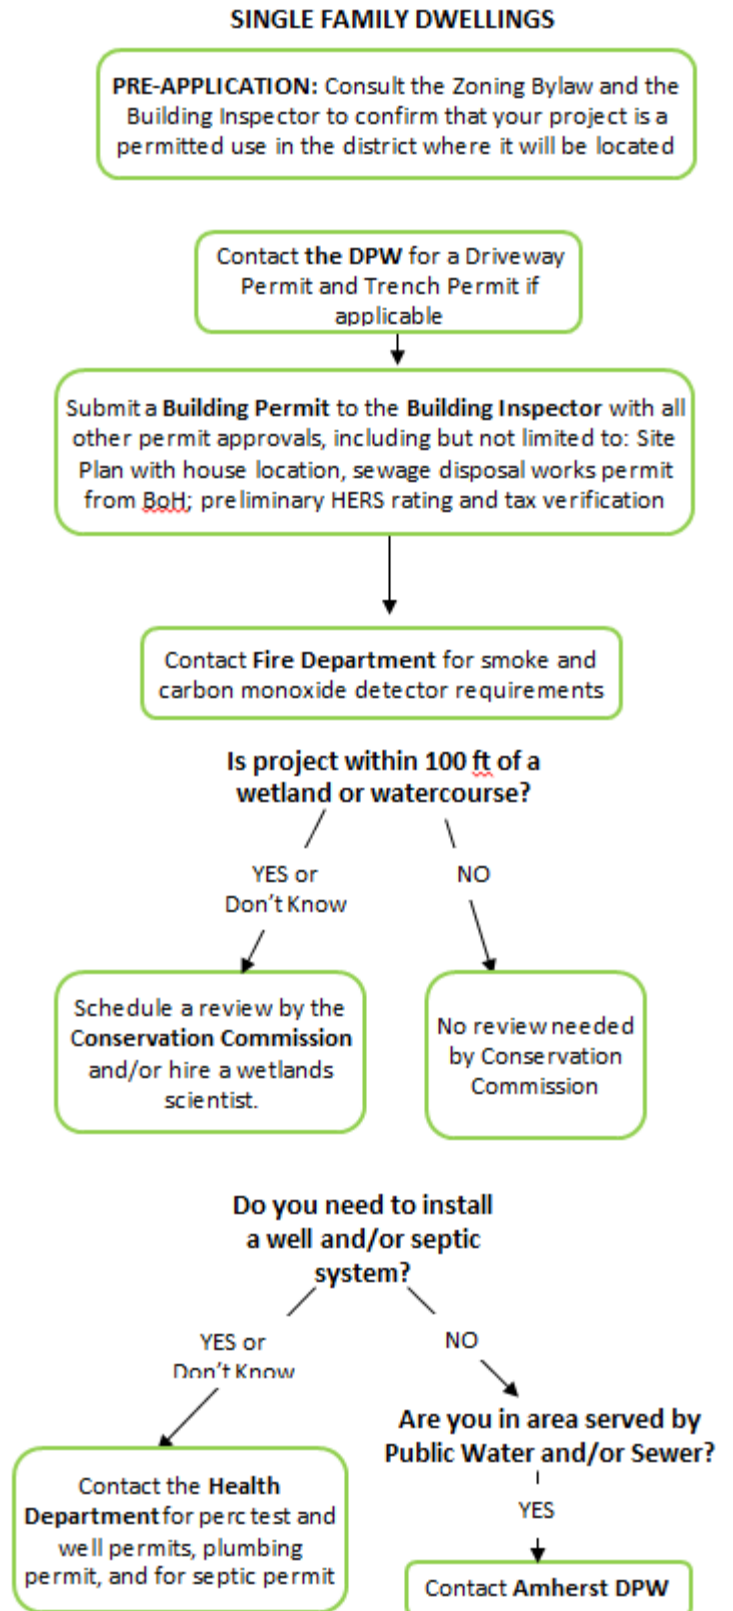 SINGLE FAMILY DWELLINGS
PRE-APPLICATION: Consult the Zoning Bylaw and the
Building Inspector to confirm that your project is a
permitted use in the district where it will be located
Contact the DPW for a Driveway
Permit and Trench Permit if
applicable
Submit a Building Permit to the Building Inspector with all
other permit approvals, including but not limited to: Site
Plan with house location, sewage disposal works permit
from BoH; preliminary HERS rating and tax verification
Contact Fire Department for smoke and
carbon monoxide detector requirements
Is project within 100 ft of a
wetland or watercourse?
YES or
Don't Know
NO
Schedule a review by the
Conservation Commission
and/or hire a wetlands
scientist.
No review needed
by Conservation
Commission
Do you need to install
a well and/or septic
system?
YES or
Don't Know
NO
Are you in area served by
Public Water and/or Sewer?
YES
Contact the Health
Department for perc test and
well permits, plumbing
permit, and for septic permit
Contact Amherst DPW